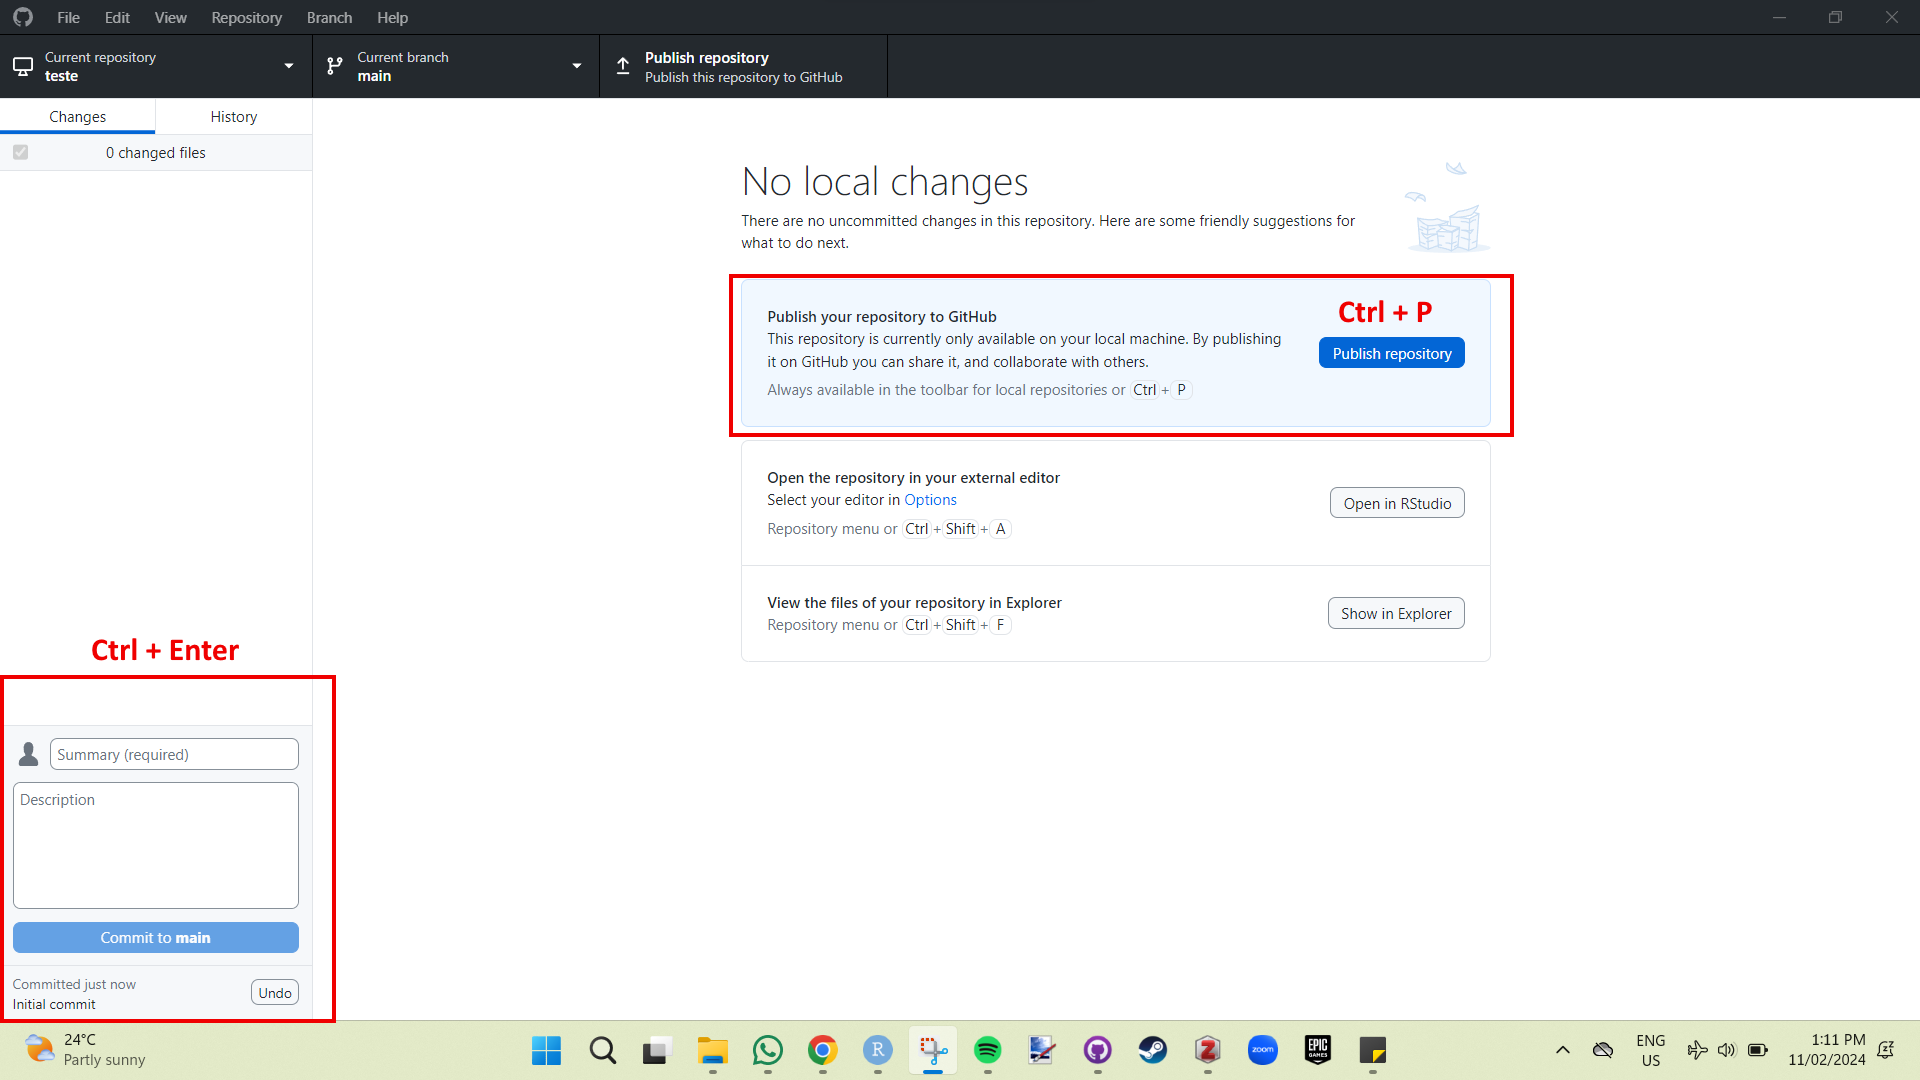 File Edit View Repository Branch Help
Current repository
teste
Current branch
main
Publish repository
Publish this repository to GitHub
Changes History
0 changed files
No local changes
There are no uncommitted changes in this repository. Here are some friendly suggestions for
what to do next.
Publish your repository to GitHub
This repository is currently only available on your local machine. By publishing
it on GitHub you can share it, and collaborate with others.
Always available in the toolbar for local repositories or Ctrl + P
Ctrl + P
Publish repository
Open the repository in your external editor
Select your editor in Options
Repository menu or Ctrl + Shift + A
Open in RStudio
View the files of your repository in Explorer
Repository menu or Ctrl + Shift + F
Show in Explorer
Ctrl + Enter
Summary (required)
Description
Commit to main
Committed just now
Initial commit
Undo
24°C
Partly sunny
R
Z
zoom
EPIC
GAMES
ENG
US
1:11 PM
11/02/2024